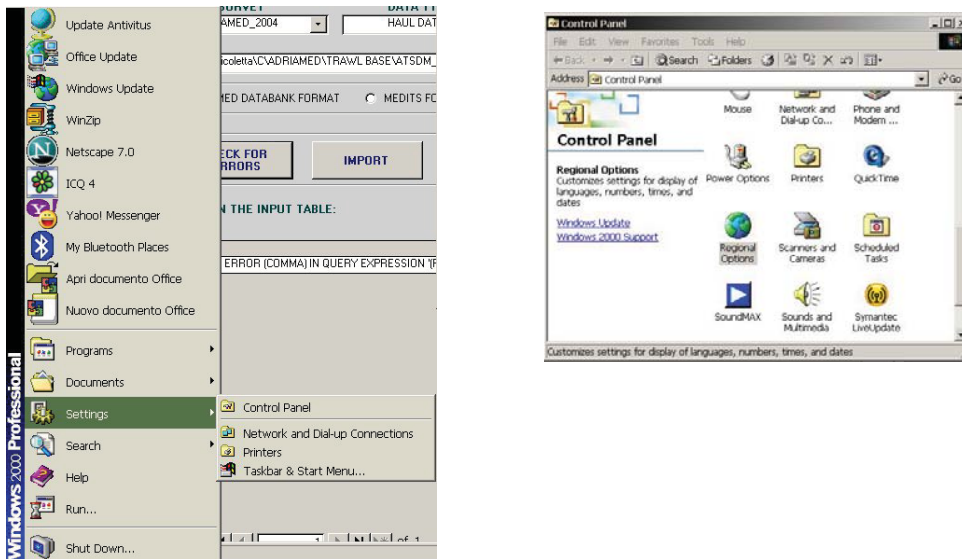 Update Antivitus
Office Update
Windows Update
WinZip
Netscape 7.0
ICQ 4
Yahoo! Messenger
My Bluetooth Places
Apri documento Office
Nuovo documento Office
Programs
Documents
Settings
Search
Help
Run...
Shut Down...
Windows 2000 Professional
Control Panel
Network and Dial-up Connections
Printers
Taskbar & Start Menu...
SURVEY
AMED_2004
HAUL DAT
icoletta\C\ADRIAMED\TRAWL BASE\ATSDM_
MED DATABANK FORMAT
MEDITS FO
ECK FOR
RRORS
IMPORT
N THE INPUT TABLE:
ERROR (COMMA) IN QUERY EXPRESSION '(F
1
of 1
Control Panel
File Edit View Favorites Tools Help
Back
Search
Folders
Address
Control Panel
Go
Control Panel
Regional Options
Customizes settings for display of
languages, numbers, times, and
dates
Windows Update
Windows 2000 Support
Mouse
Network and
Dial-up Co...
Phone and
Modem ...
Power Options
Printers
QuickTime
Regional
Options
Scanners and
Cameras
Scheduled
Tasks
SoundMAX
Sounds and
Multimedia
Symantec
LiveUpdate
Customizes settings for display of languages, numbers, times, and dates